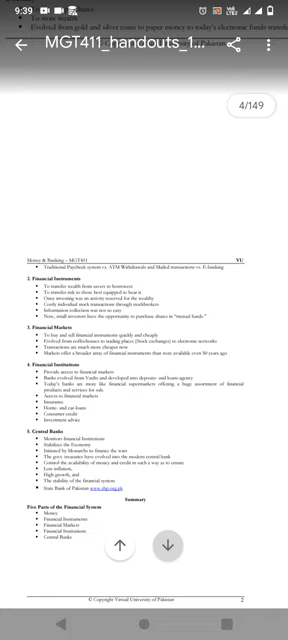 9:39
• To store wealth
• Evolved from gold and silver coins to paper money to today's electronic funds
MGT411_handouts_1...
of Pakistan
4/149
Money & Banking – MGT411 VU
• Traditional Paycheck system vs. ATM Withdrawals and Mailed transactions vs. E-banking
2. Financial Instruments
• To transfer wealth from savers to borrowers
• To transfer risk to those best equipped to bear it.
• Once investing was an activity reserved for the wealthy
• Costly individual stock transactions through stockbrokers
• Information collection was not so easy
• Now, small investors have the opportunity to purchase shares in "mutual funds."
3. Financial Markets
• To buy and sell financial instruments quickly and cheaply
• Evolved from coffeehouses to trading places (Stock exchanges) to electronic networks
• Transactions are much more cheaper now
• Markets offer a broader array of financial instruments than were available even 50 years ago
4. Financial Institutions
• Provide access to financial markets
• Banks evolved from Vaults and developed into deposits- and loans-agency
• Today's banks are more like financial supermarkets offering a huge assortment of financial
products and services for sale.
• Access to financial markets
• Insurance
• Home- and car-loans
• Consumer credit
• Investment advice
5. Central Banks
• Monitors financial Institutions
• Stabilizes the Economy
• Initiated by Monarchs to finance the wars
• The govt. treasuries have evolved into the modern central bank
• Control the availability of money and credit in such a way as to ensure
• Low inflation,
• High growth, and
• The stability of the financial system
• State Bank of Pakistan www.sbp.org.pk
Summary
Five Parts of the Financial System
• Money
• Financial Instruments
• Financial Markets
• Financial Institutions
• Central Banks
© Copyright Virtual University of Pakistan 2